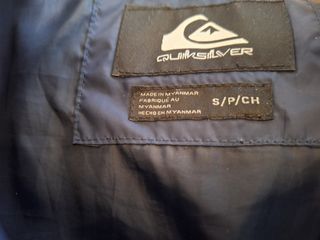 QUIKSILVER
MADE IN MYANMAR
FABRIQUÉ AU
MYANMAR
HECHO EN MYANMAR
S/P/CH